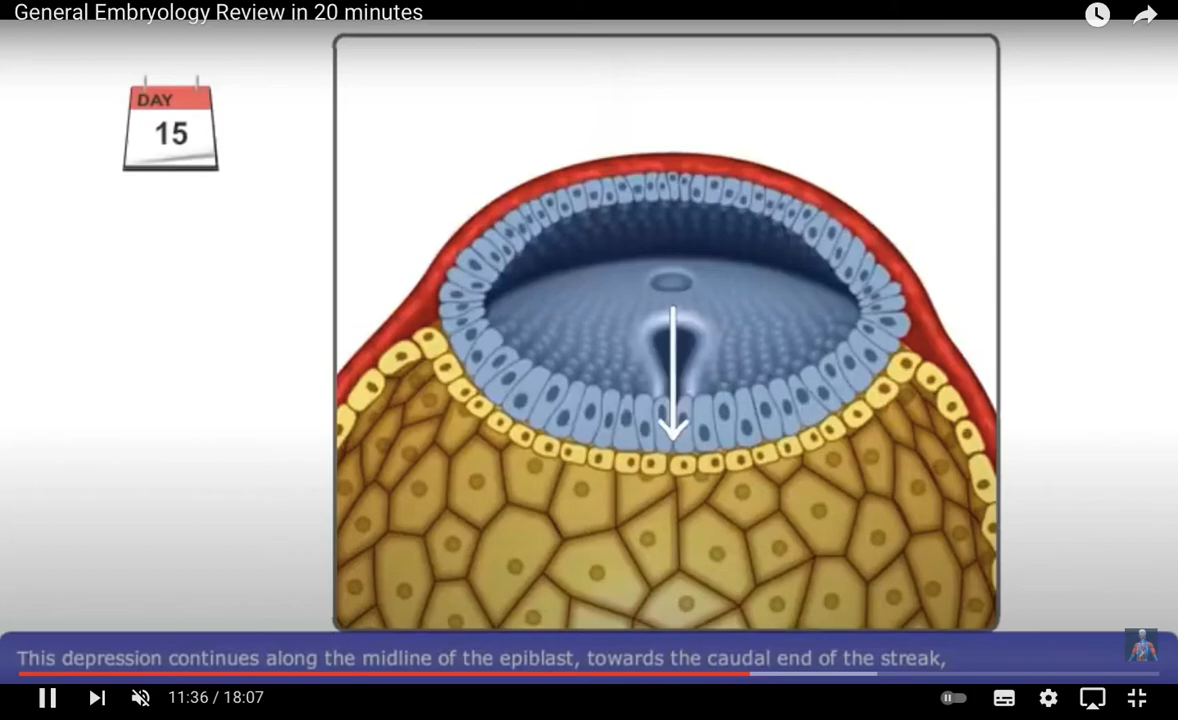 General Embryology Review in 20 minutes
DAY
15
This depression continues along the midline of the epiblast, towards the caudal end of the streak,
11:36 / 18:07